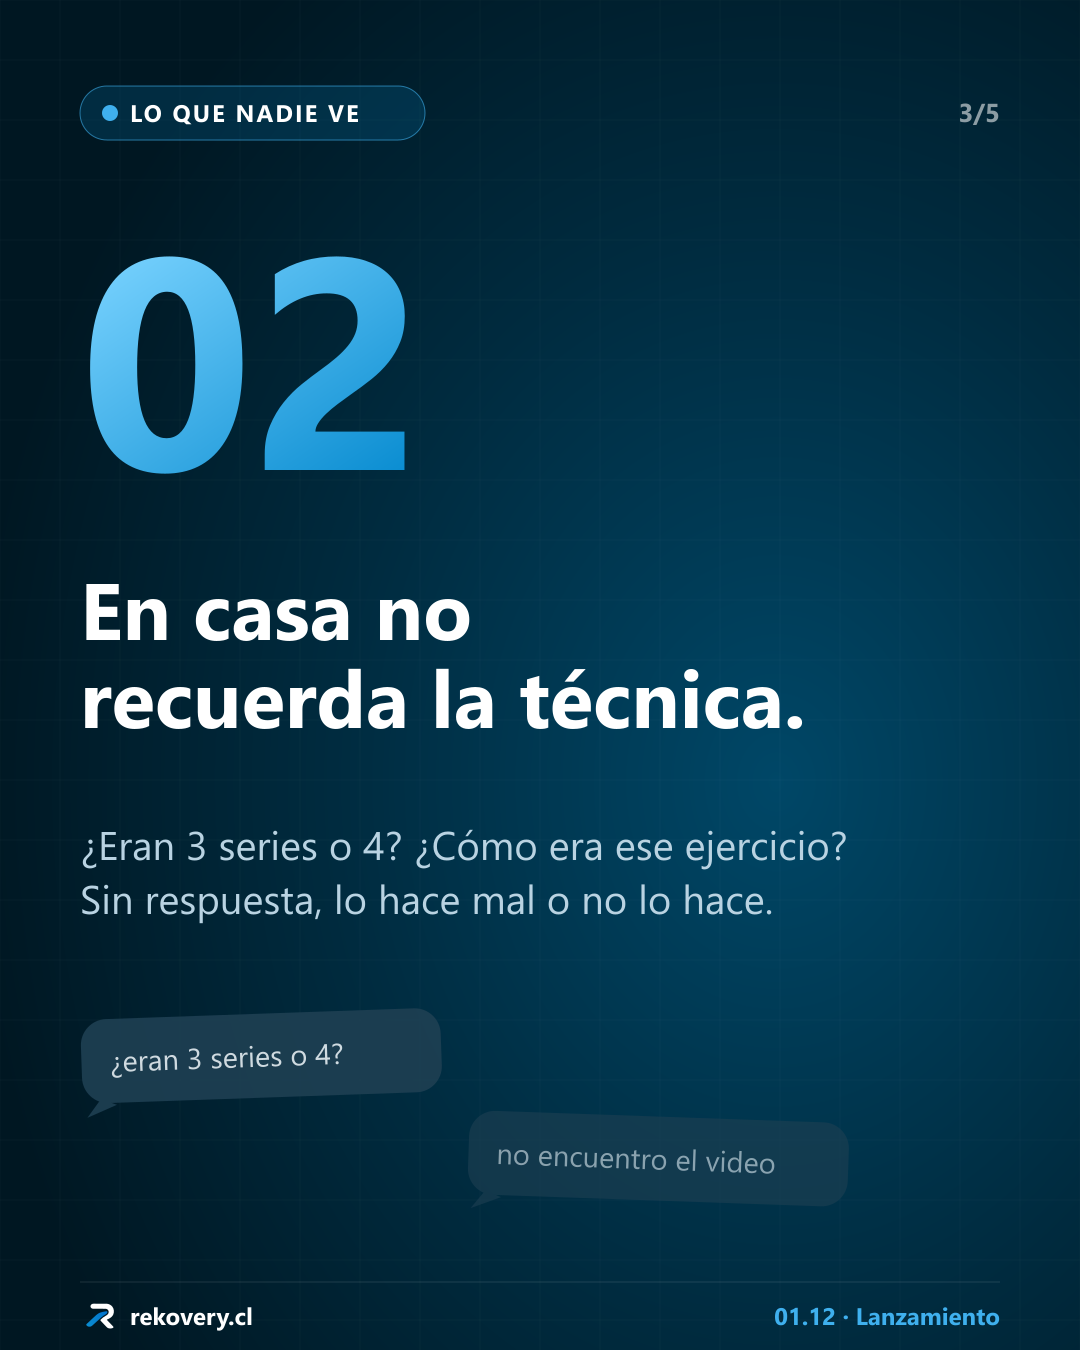 LO QUE NADIE VE
3/5
02
En casa no
recuerda la técnica.
¿Eran 3 series o 4? ¿Cómo era ese ejercicio?
Sin respuesta, lo hace mal o no lo hace.
¿eran 3 series o 4?
no encuentro el video
rekovery.cl
01.12 · Lanzamiento